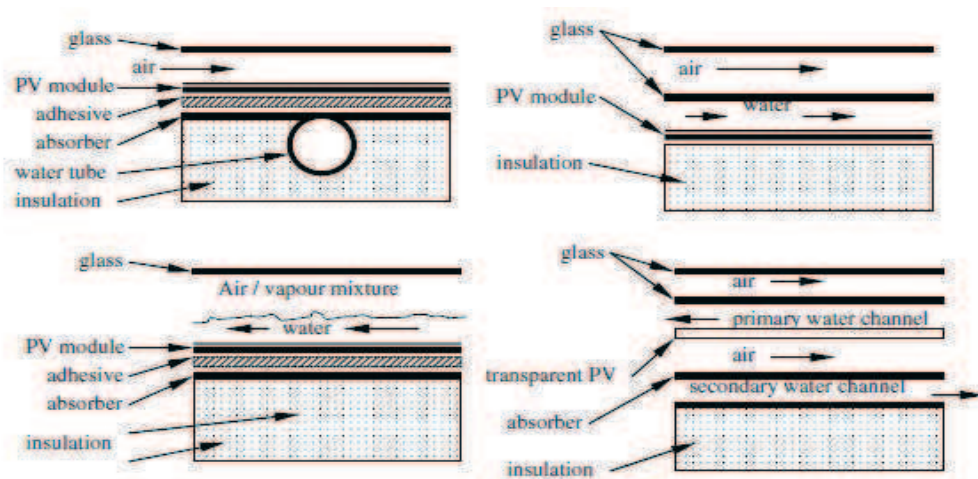 glass
air
PV module
adhesive
absorber
water tube
insulation
glass
air
PV module
water
insulation
glass
Air / vapour mixture
water
PV module
adhesive
absorber
insulation
glass
air
primary water channel
air
transparent PV
secondary water channel
absorber
insulation